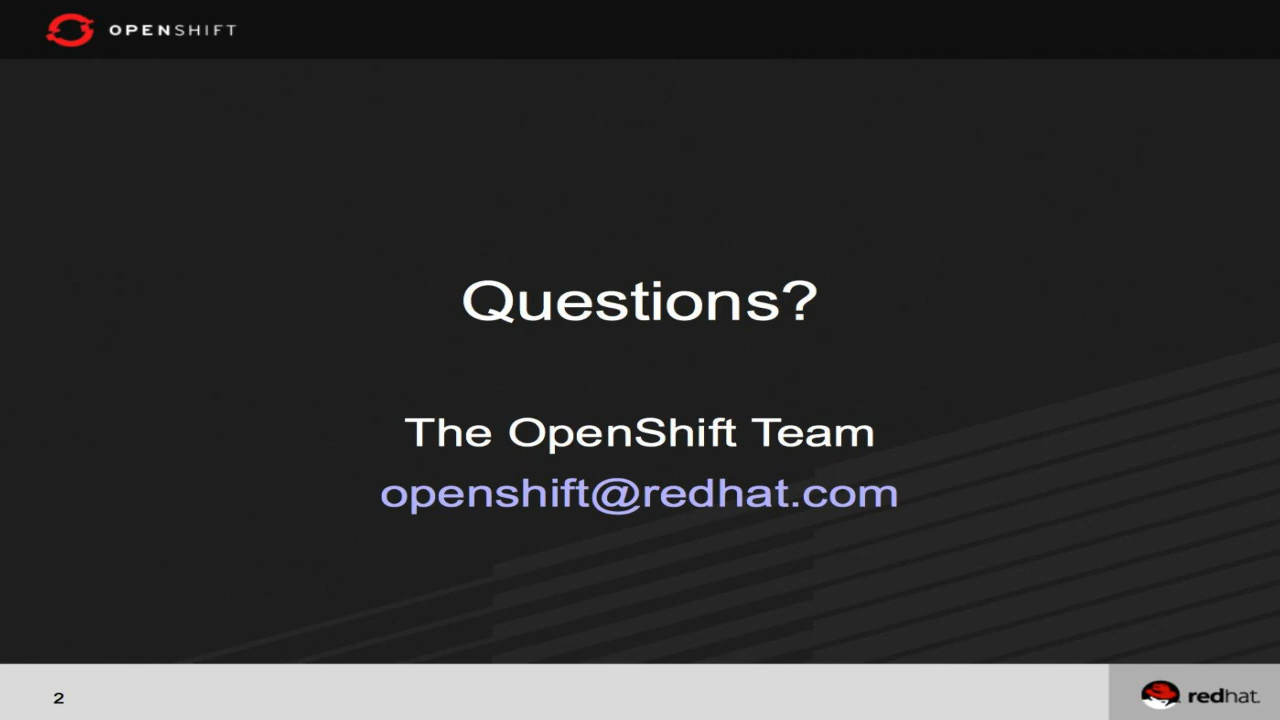 OPENSHIFT
Questions?
The OpenShift Team
openshift@redhat.com
2
redhat.